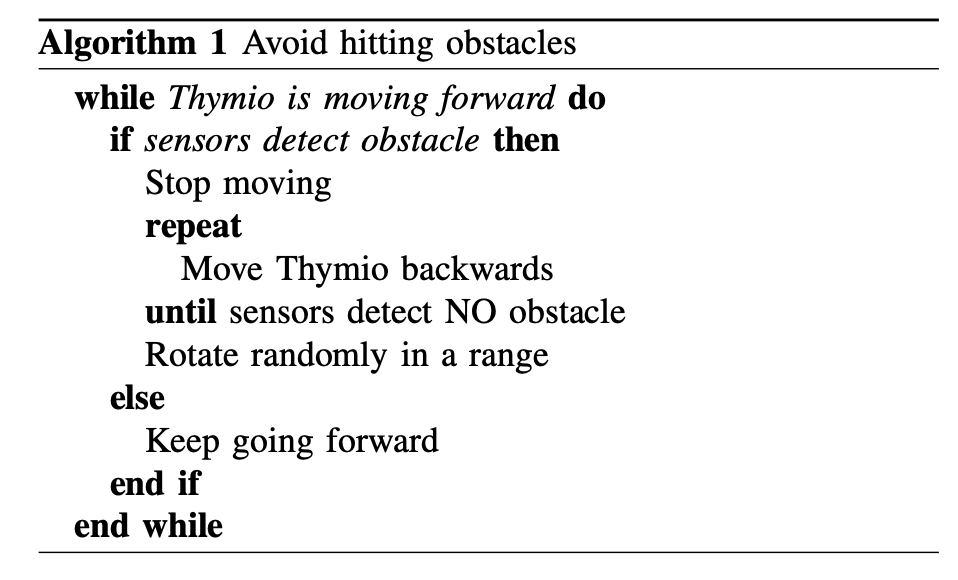 Algorithm 1 Avoid hitting obstacles
while Thymio is moving forward do
if sensors detect obstacle then
Stop moving
repeat
Move Thymio backwards
until sensors detect NO obstacle
Rotate randomly in a range
else
Keep going forward
end if
end while